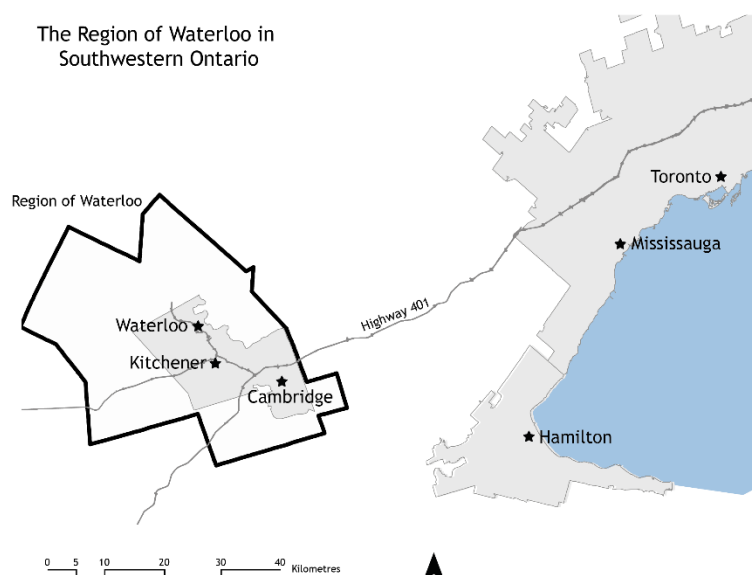 The Region of Waterloo in
Southwestern Ontario
Toronto
Region of Waterloo
Mississauga
Highway 401
Waterloo
Kitchener
Cambridge
Hamilton
0 5 10 20 30 40 Kilometres